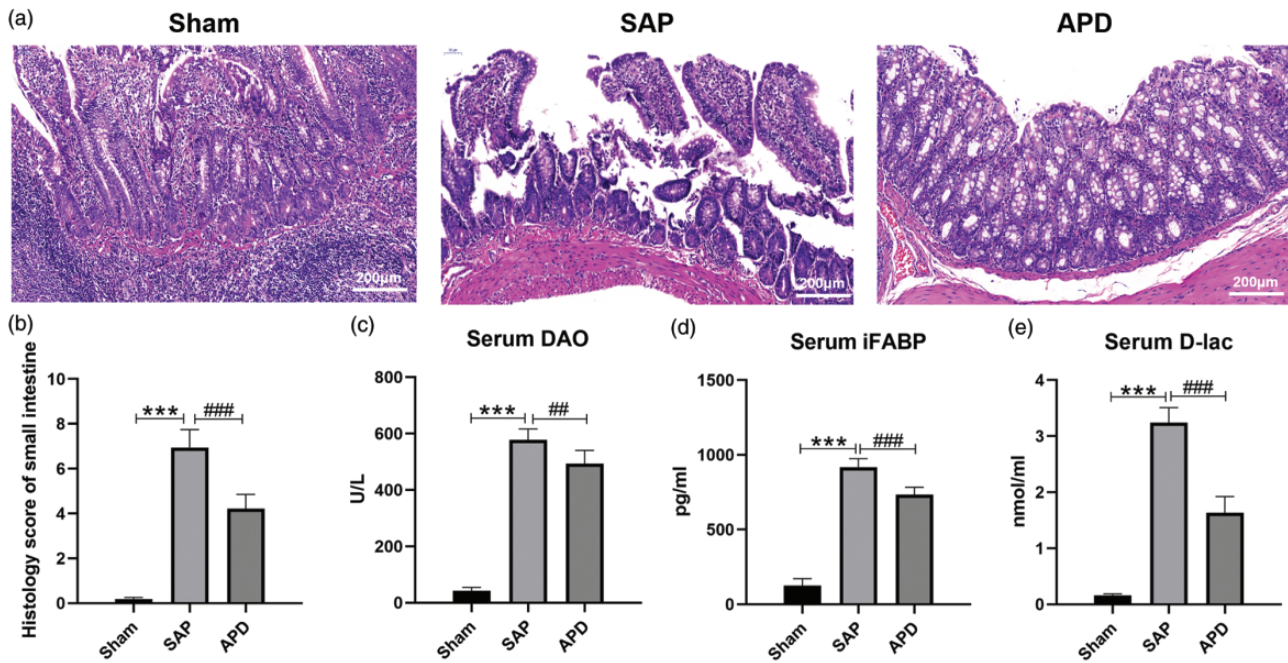 (a)
Sham
SAP
APD
200μm
200μm
200μm
(b)
Histology score of small intestine
10
8
6
4
2
0
***
###
Sham
SAP
APD
(c)
Serum DAO
U/L
800
600
400
200
0
***
##
Sham
SAP
APD
(d)
Serum iFABP
pg/ml
1500
1000
500
0
***
###
Sham
SAP
APD
(e)
Serum D-lac
nmol/ml
4
3
2
1
0
***
###
Sham
SAP
APD